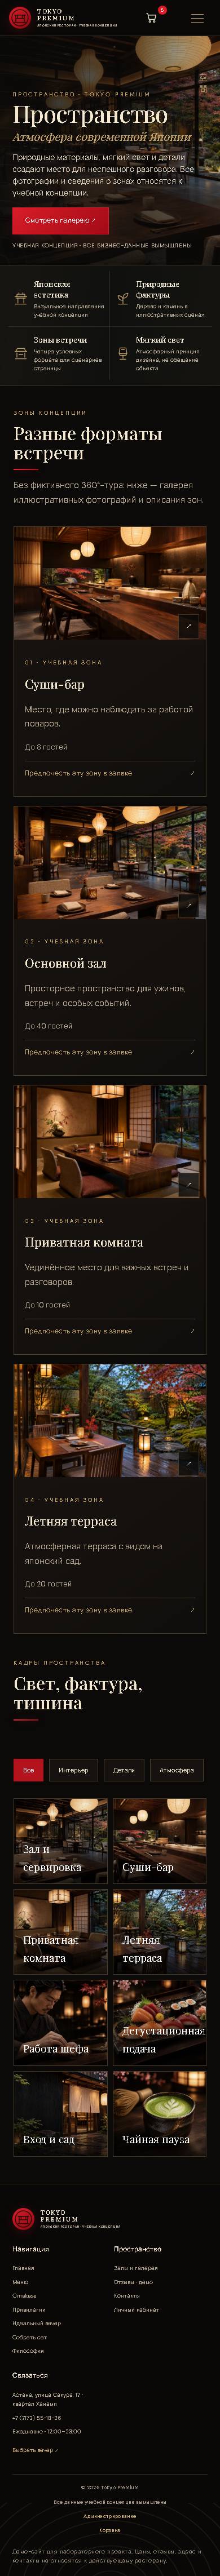 TOKYO
PREMIUM
ЯПОНСКИЙ РЕСТОРАН · УЧЕБНАЯ КОНЦЕПЦИЯ
6
ПРОСТРАНСТВО · TOKYO PREMIUM
Пространство
Атмосфера современной Японии
Природные материалы, мягкий свет и детали
создают место для неспешного разговора. Все
фотографии и сведения о зонах относятся к
учебной концепции.
Смотреть галерею ↗
УЧЕБНАЯ КОНЦЕПЦИЯ · ВСЕ БИЗНЕС-ДАННЫЕ ВЫМЫШЛЕНЫ
Японская
эстетика
Визуальное направление
учебной концепции
Природные
фактуры
Дерево и камень в
иллюстративных сценах
Зоны встречи
Четыре условных
формата для сценариев
страницы
Мягкий свет
Атмосферный принцип
дизайна, не обещание
объекта
ЗОНЫ КОНЦЕПЦИИ
Разные форматы
встречи
Без фиктивного 360°-тура: ниже — галерея
иллюстративных фотографий и описания зон.
↗
01 · УЧЕБНАЯ ЗОНА
Суши-бар
Место, где можно наблюдать за работой
поваров.
До 8 гостей
Предпочесть эту зону в заявке ↗
↗
02 · УЧЕБНАЯ ЗОНА
Основной зал
Просторное пространство для ужинов,
встреч и особых событий.
До 40 гостей
Предпочесть эту зону в заявке ↗
↗
03 · УЧЕБНАЯ ЗОНА
Приватная комната
Уединённое место для важных встреч и
разговоров.
До 10 гостей
Предпочесть эту зону в заявке ↗
↗
04 · УЧЕБНАЯ ЗОНА
Летняя терраса
Атмосферная терраса с видом на
японский сад.
До 20 гостей
Предпочесть эту зону в заявке ↗
КАДРЫ ПРОСТРАНСТВА
Свет, фактура,
тишина
Все Интерьер Детали Атмосфера
Зал и
сервировка
Суши-бар
Приватная
комната
Летняя
терраса
Работа шефа
Дегустационная
подача
Вход и сад
Чайная пауза
TOKYO
PREMIUM
ЯПОНСКИЙ РЕСТОРАН · УЧЕБНАЯ КОНЦЕПЦИЯ
Навигация
Главная
Меню
Omakase
Привилегии
Идеальный вечер
Собрать сет
Философия
Пространство
Залы и галерея
Отзывы · демо
Контакты
Личный кабинет
Связаться
Астана, улица Сакура, 17 ·
квартал Ханами
+7 (7172) 55-18-26
Ежедневно · 12:00–23:00
Выбрать вечер ↗
© 2026 Tokyo Premium
Все данные учебной концепции вымышлены
Администрирование
Корзина
Демо-сайт для лабораторного проекта. Цены, отзывы, адрес и
контакты не относятся к действующему ресторану.